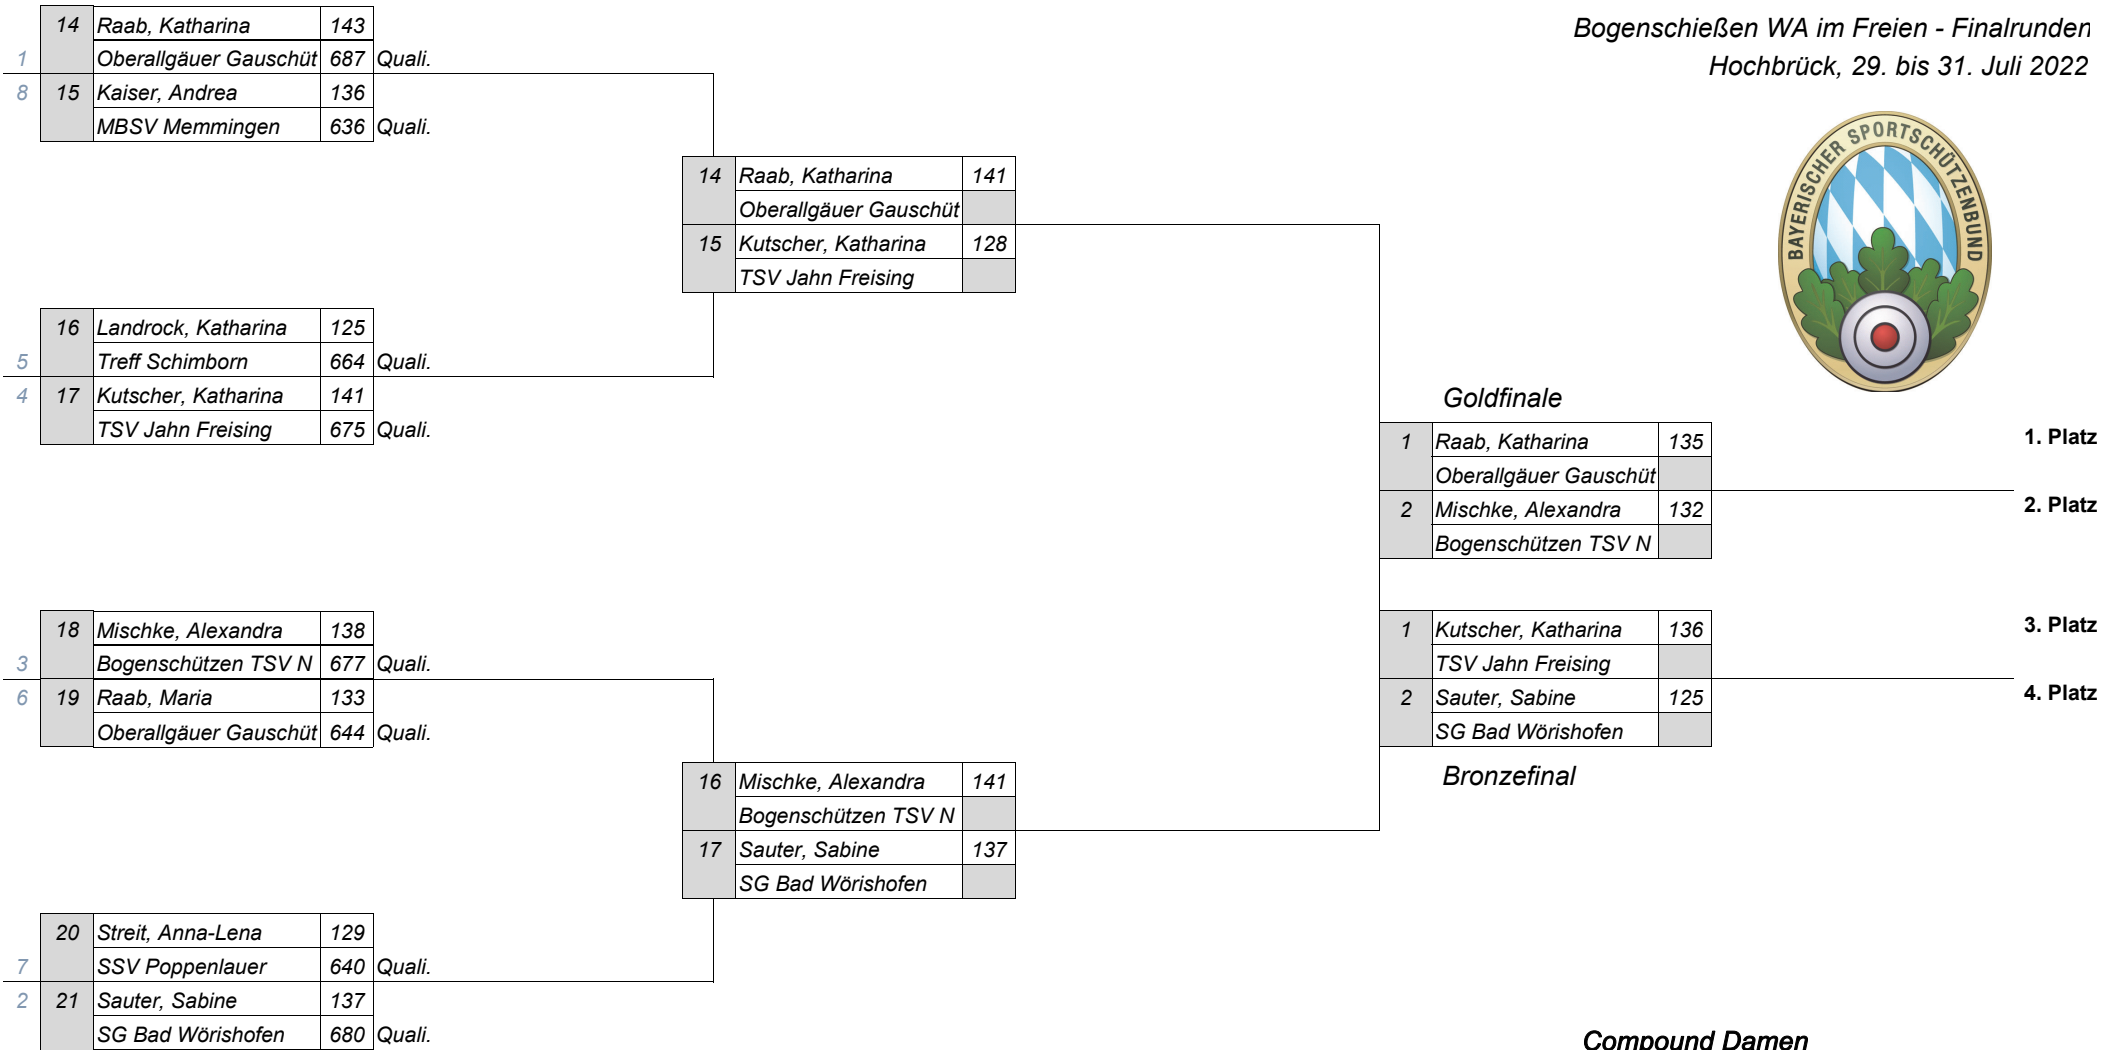 Bogenschießen WA im Freien - Finalrunden
Hochbrück, 29. bis 31. Juli 2022
BAYERISCHER SPORTSCHÜTZENBUND
14 Raab, Katharina 143
1 Oberallgäuer Gauschüt 687 Quali.
8 15 Kaiser, Andrea 136
MBSV Memmingen 636 Quali.
16 Landrock, Katharina 125
5 Treff Schimborn 664 Quali.
4 17 Kutscher, Katharina 141
TSV Jahn Freising 675 Quali.
18 Mischke, Alexandra 138
3 Bogenschützen TSV N 677 Quali.
6 19 Raab, Maria 133
Oberallgäuer Gauschüt 644 Quali.
20 Streit, Anna-Lena 129
7 SSV Poppenlauer 640 Quali.
2 21 Sauter, Sabine 137
SG Bad Wörishofen 680 Quali.
14 Raab, Katharina 141
Oberallgäuer Gauschüt
15 Kutscher, Katharina 128
TSV Jahn Freising
16 Mischke, Alexandra 141
Bogenschützen TSV N
17 Sauter, Sabine 137
SG Bad Wörishofen
Goldfinale
1 Raab, Katharina 135 1. Platz
Oberallgäuer Gauschüt
2 Mischke, Alexandra 132 2. Platz
Bogenschützen TSV N
1 Kutscher, Katharina 136 3. Platz
TSV Jahn Freising
2 Sauter, Sabine 125 4. Platz
SG Bad Wörishofen
Bronzefinal
Compound Damen